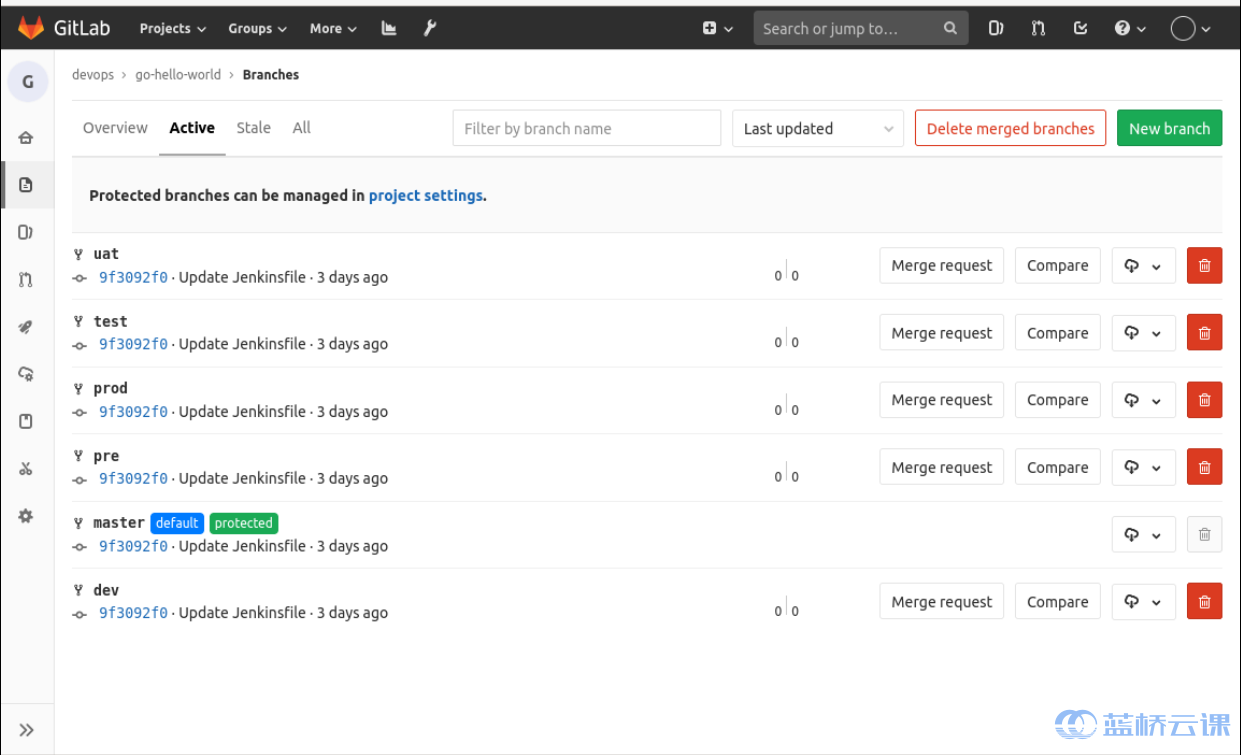 GitLab Projects Groups More Search or jump to...
G devops › go-hello-world › Branches
Overview Active Stale All Filter by branch name Last updated Delete merged branches New branch
Protected branches can be managed in project settings.
uat
9f3092f0 · Update Jenkinsfile · 3 days ago 0 0 Merge request Compare
test
9f3092f0 · Update Jenkinsfile · 3 days ago 0 0 Merge request Compare
prod
9f3092f0 · Update Jenkinsfile · 3 days ago 0 0 Merge request Compare
pre
9f3092f0 · Update Jenkinsfile · 3 days ago 0 0 Merge request Compare
master default protected
9f3092f0 · Update Jenkinsfile · 3 days ago
dev
9f3092f0 · Update Jenkinsfile · 3 days ago 0 0 Merge request Compare
蓝桥云课